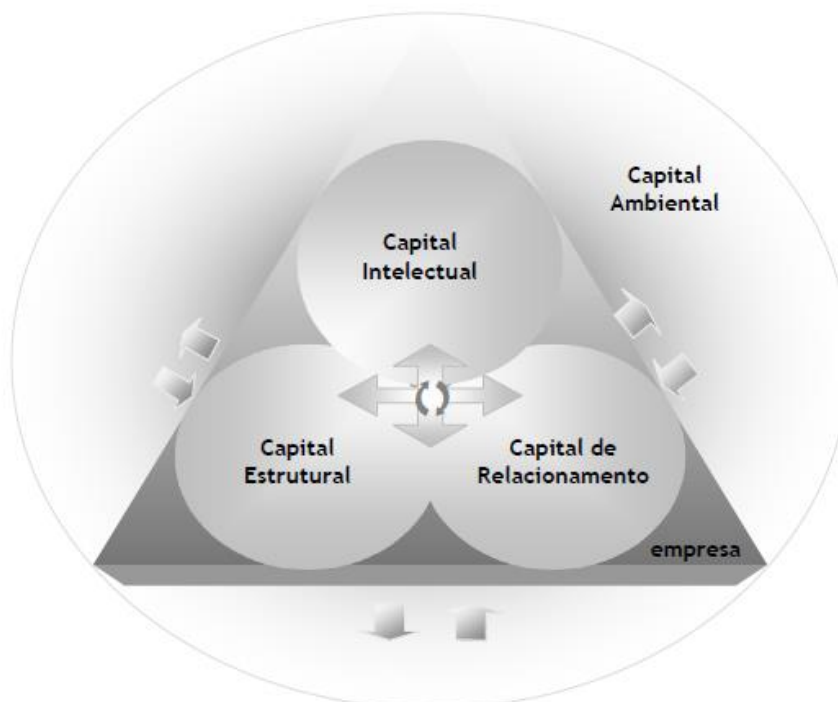 Capital
Ambiental
Capital
Intelectual
Capital
Estrutural
Capital de
Relacionamento
empresa